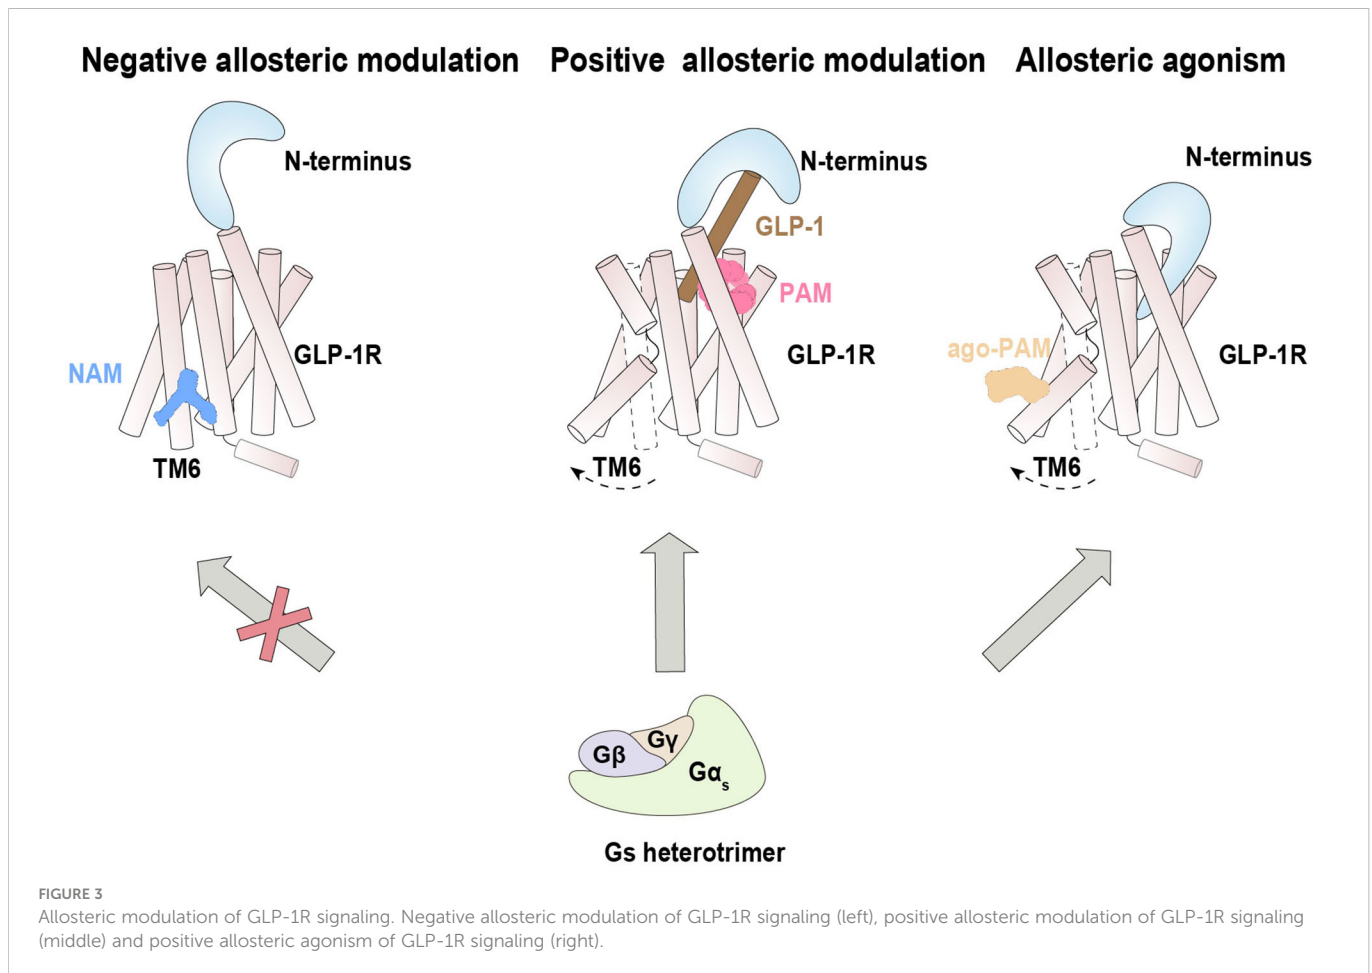 Negative allosteric modulation
Positive allosteric modulation
Allosteric agonism
N-terminus
GLP-1R
NAM
TM6
N-terminus
GLP-1
PAM
GLP-1R
TM6
N-terminus
ago-PAM
GLP-1R
TM6
Gβ
Gγ
Gαs
Gs heterotrimer
FIGURE 3
Allosteric modulation of GLP-1R signaling. Negative allosteric modulation of GLP-1R signaling (left), positive allosteric modulation of GLP-1R signaling
(middle) and positive allosteric agonism of GLP-1R signaling (right).